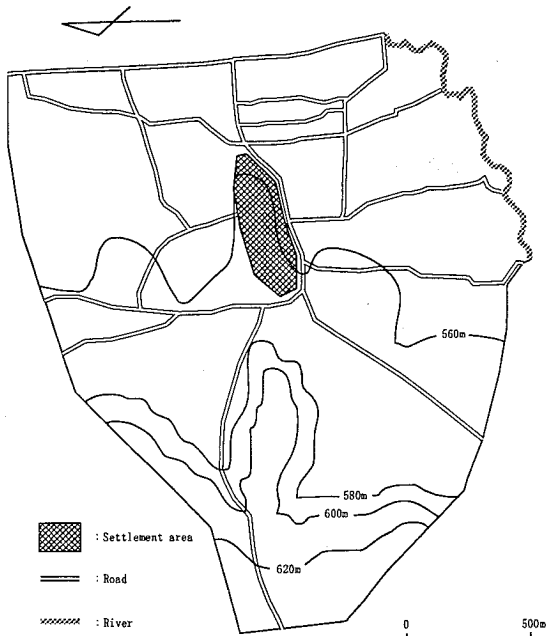 560m
580m
600m
620m
: Settlement area
: Road
: River
0 500m